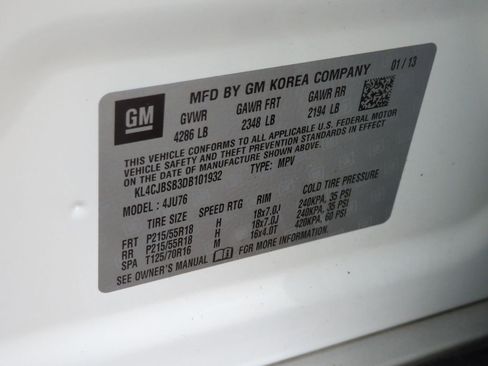 MFD BY GM KOREA COMPANY 01 / 13
GM
GVWR GAWR FRT GAWR RR
4286 LB 2348 LB 2194 LB
THIS VEHICLE CONFORMS TO ALL APPLICABLE U.S. FEDERAL MOTOR
VEHICLE SAFETY AND THEFT PREVENTION STANDARDS IN EFFECT
ON THE DATE OF MANUFACTURE SHOWN ABOVE.
KL4CJBSB3DB101932 TYPE: MPV
MODEL : 4JU76
TIRE SIZE SPEED RTG RIM COLD TIRE PRESSURE
FRT P215/55R18 H 18x7.0J 240KPA, 35 PSI
RR P215/55R18 H 18x7.0J 240KPA, 35 PSI
SPA T125/70R16 M 16x4.0T 420KPA, 60 PSI
SEE OWNER'S MANUAL